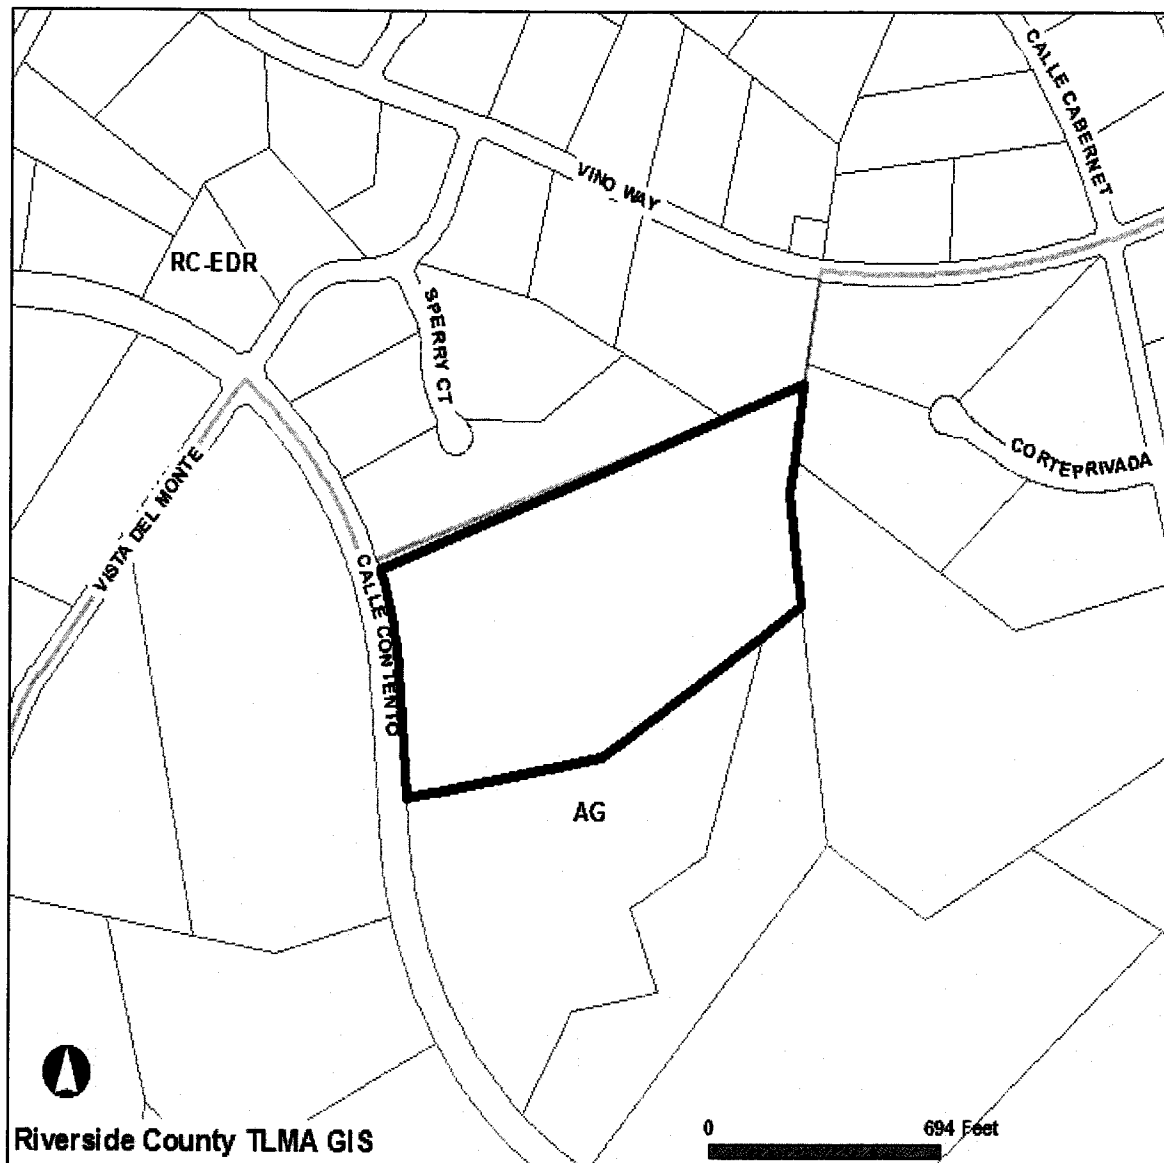 CALLE CABERNET
VINO WAY
RC-EDR
SPERRY CT
CORTEPRIVADA
VISTA DEL MONTE
CALLE CONTENTO
AG
Riverside County TLMA GIS
0 694 Feet